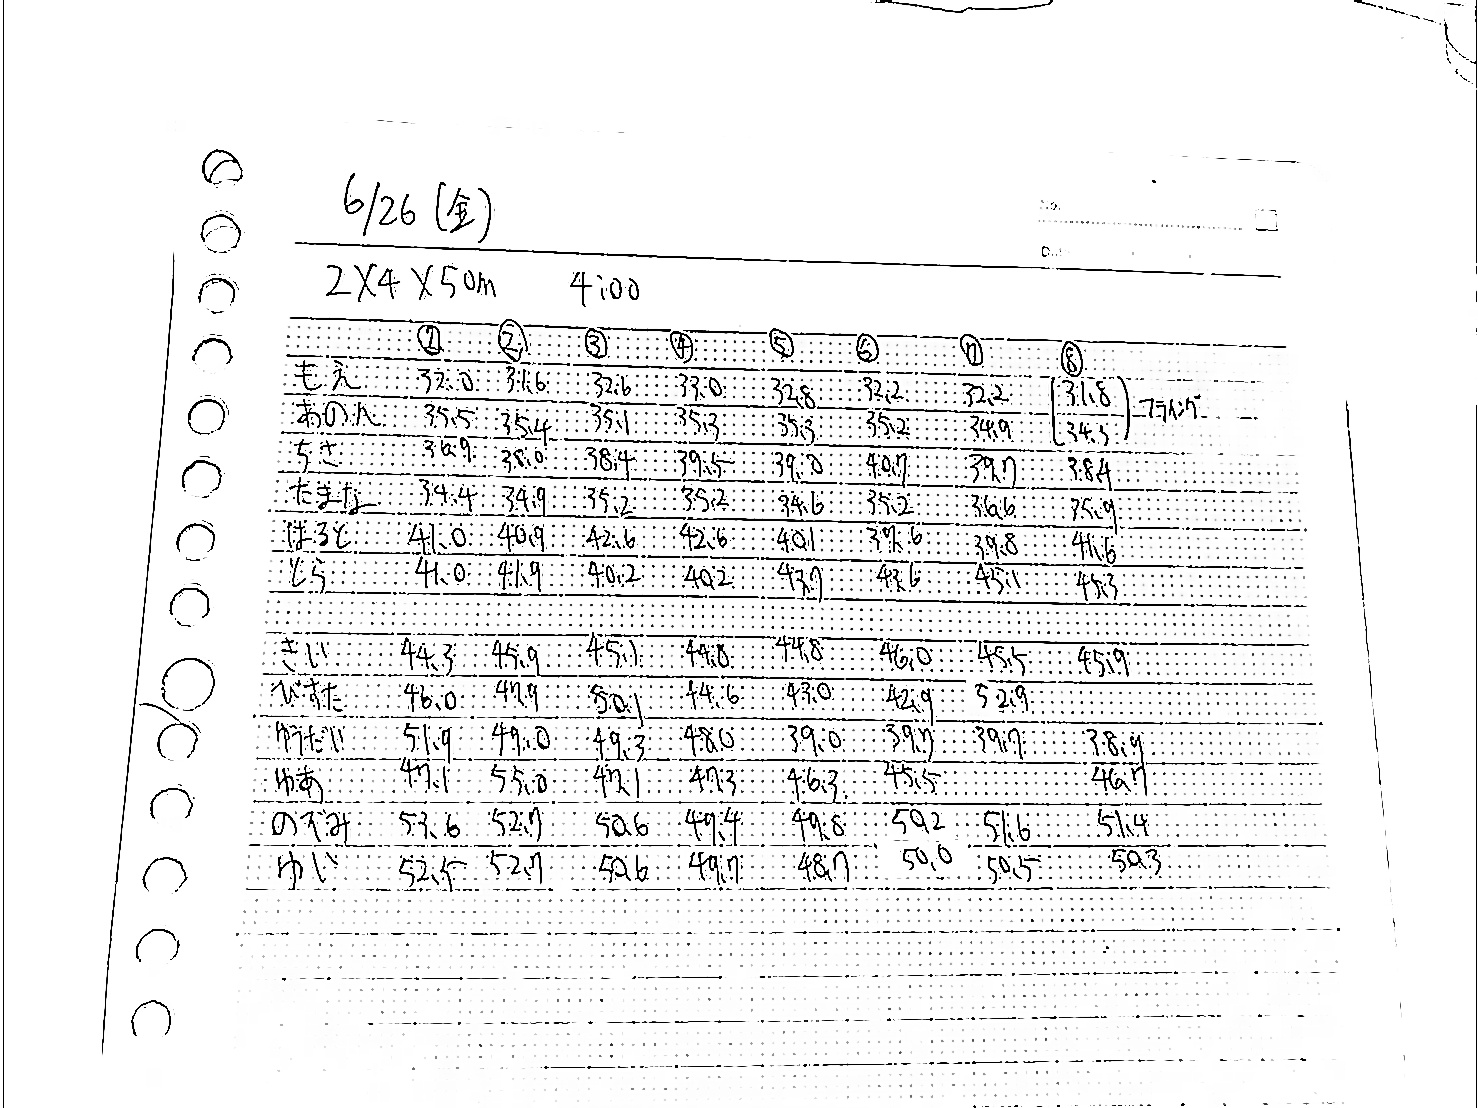 6/26 (金)
No.
Date
2×4×50m 4:00
① ② ③ ④ ⑤ ⑥ ⑦ ⑧
もえ 32.0 31.6 32.6 33.0 32.8 32.2 32.2 (31.8
あのん 35.5 35.4 35.1 35.3 35.3 35.2 34.9 34.5) フライング
ちさ 36.9 38.0 38.4 39.5 39.0 40.7 39.7 38.4
たまな 34.4 34.9 35.2 35.2 34.6 35.2 36.6 35.9
はると 41.0 40.9 42.6 42.6 40.1 39.6 39.8 41.6
とら 41.0 41.9 40.2 40.2 43.7 43.6 45.1 45.3
きい 44.3 45.9 45.1 44.8 44.8 46.0 45.5 45.9
びすた 46.0 47.9 50.1 44.6 43.0 42.9 52.9
ゆうだい 51.9 49.0 49.3 48.0 39.0 39.7 39.7 38.9
ゆあ 47.1 55.0 47.1 47.3 46.3 45.5 46.7
のぞみ 53.6 52.7 50.6 49.4 49.8 50.2 51.6 51.4
ゆじ 52.5 52.7 50.6 49.7 48.7 50.0 50.5 50.3